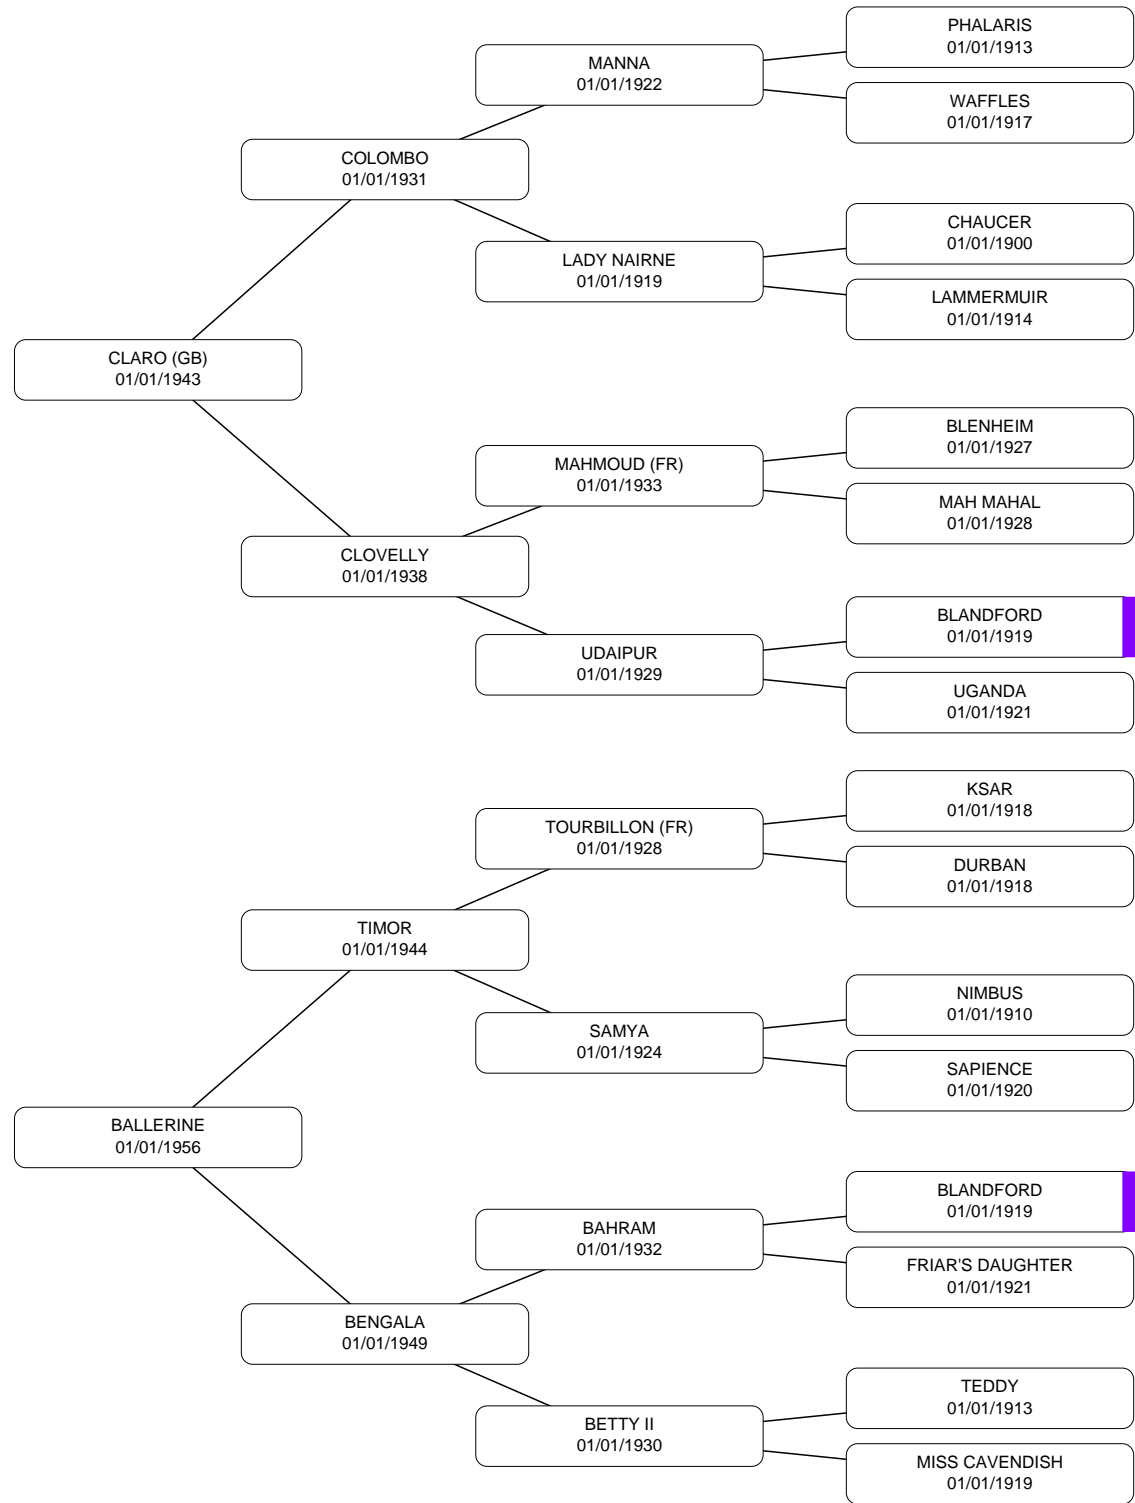 PHALARIS
01/01/1913
MANNA
01/01/1922
WAFFLES
01/01/1917
COLOMBO
01/01/1931
CHAUCER
01/01/1900
LADY NAIRNE
01/01/1919
LAMMERMUIR
01/01/1914
CLARO (GB)
01/01/1943
BLENHEIM
01/01/1927
MAHMOUD (FR)
01/01/1933
MAH MAHAL
01/01/1928
CLOVELLY
01/01/1938
BLANDFORD
01/01/1919
UDAIPUR
01/01/1929
UGANDA
01/01/1921
KSAR
01/01/1918
TOURBILLON (FR)
01/01/1928
DURBAN
01/01/1918
TIMOR
01/01/1944
NIMBUS
01/01/1910
SAMYA
01/01/1924
SAPIENCE
01/01/1920
BALLERINE
01/01/1956
BLANDFORD
01/01/1919
BAHRAM
01/01/1932
FRIAR'S DAUGHTER
01/01/1921
BENGALA
01/01/1949
TEDDY
01/01/1913
BETTY II
01/01/1930
MISS CAVENDISH
01/01/1919